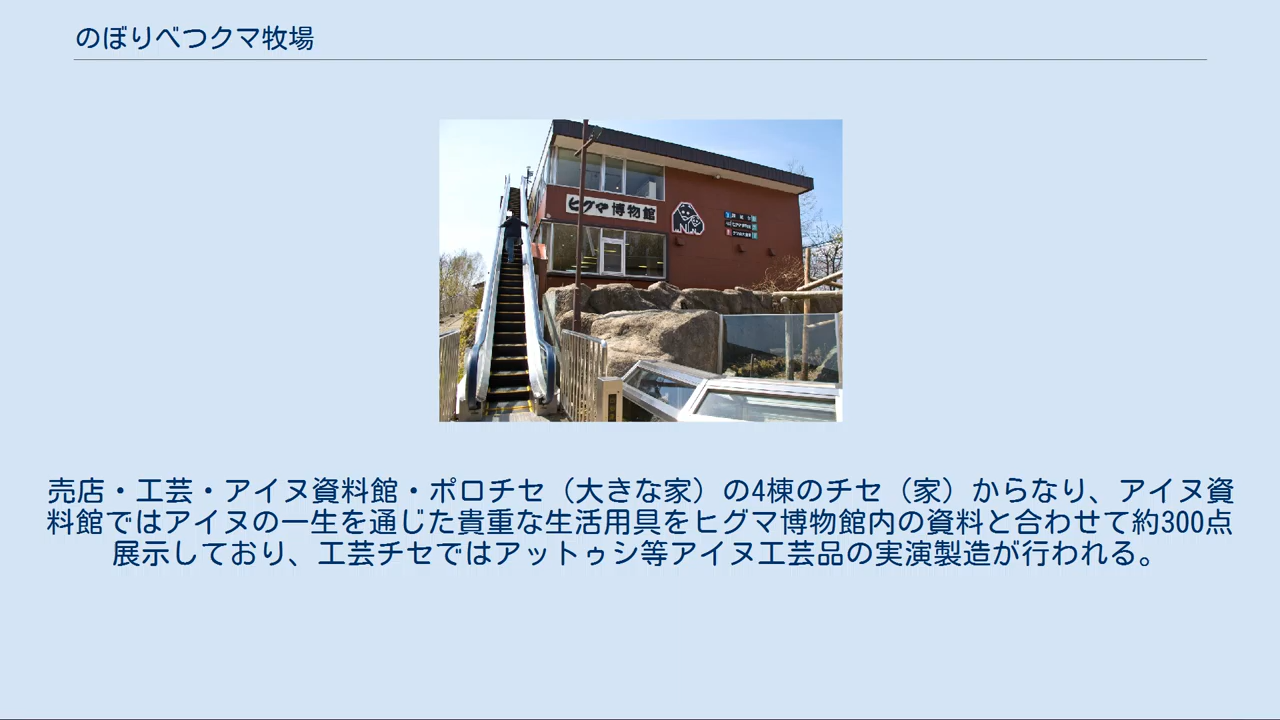 のぼりべつクマ牧場
ヒグマ博物館
売店・工芸・アイヌ資料館・ポロチセ（大きな家）の4棟のチセ（家）からなり、アイヌ資
料館ではアイヌの一生を通じた貴重な生活用具をヒグマ博物館内の資料と合わせて約300点
展示しており、工芸チセではアットゥシ等アイヌ工芸品の実演製造が行われる。